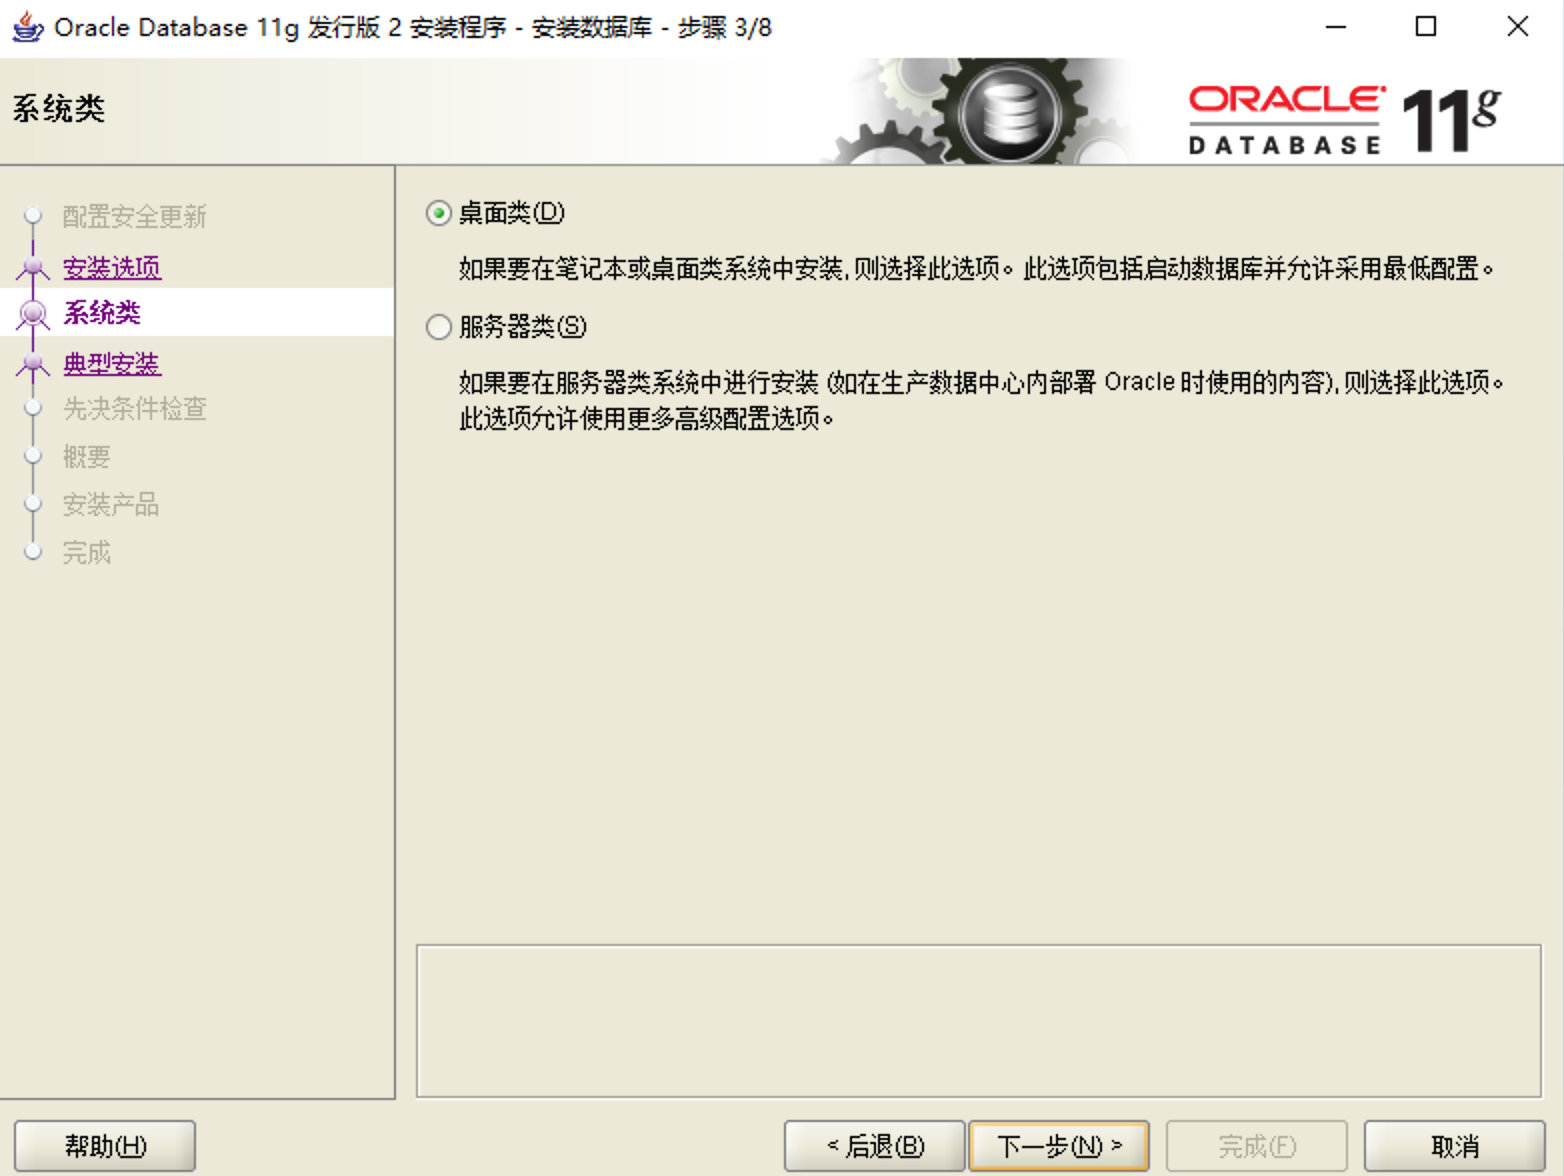 Oracle Database 11g 发行版 2 安装程序 - 安装数据库 - 步骤 3/8
系统类
ORACLE
DATABASE
11g
配置安全更新
安装选项
系统类
典型安装
先决条件检查
概要
安装产品
完成
桌面类(D)
如果要在笔记本或桌面类系统中安装,则选择此选项。此选项包括启动数据库并允许采用最低配置。
服务器类(S)
如果要在服务器类系统中进行安装 (如在生产数据中心内部署 Oracle 时使用的内容),则选择此选项。
此选项允许使用更多高级配置选项。
帮助(H)
< 后退(B)
下一步(N) >
完成(F)
取消